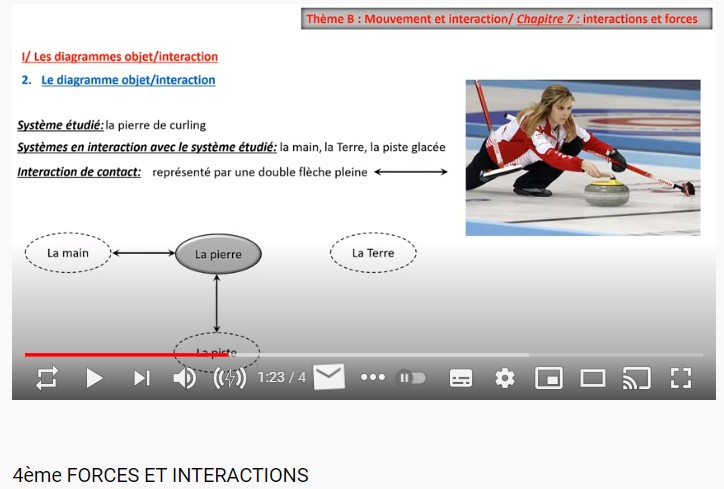 Thème B : Mouvement et interaction/ Chapitre 7 : interactions et forces
I/ Les diagrammes objet/interaction
2. Le diagramme objet/interaction
Système étudié: la pierre de curling
Systèmes en interaction avec le système étudié: la main, la Terre, la piste glacée
Interaction de contact: représenté par une double flèche pleine
La main
La pierre
La Terre
La piste
1:23 / 4
4ème FORCES ET INTERACTIONS